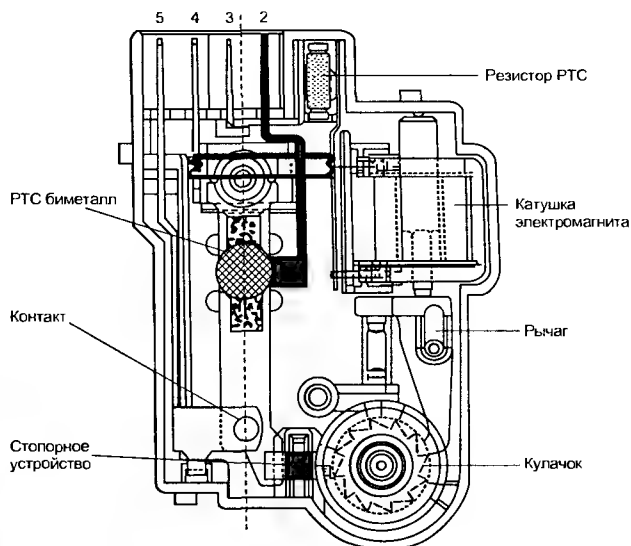 5 4 3 2
Резистор РТС
РТС биметалл
Катушка
электромагнита
Контакт
Рычаг
Стопорное
устройство
Кулачок